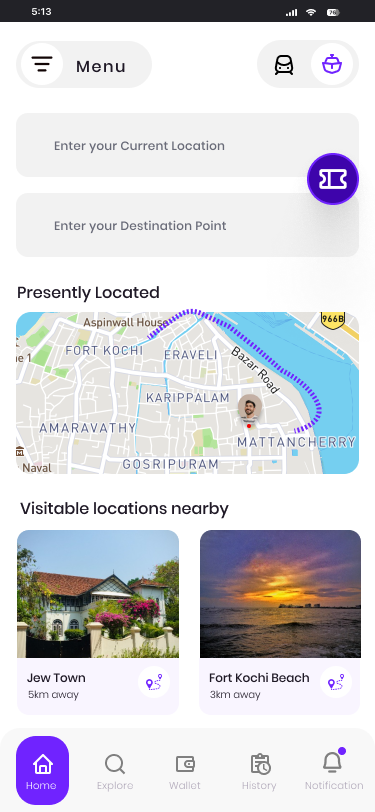 5:13
76
Menu
Enter your Current Location
Enter your Destination Point
Presently Located
966B
Aspinwall House
ne 1
FORT KOCHI
ERAVELI
Bazar Road
KARIPPALAM
AMARAVATHY
MATTANCHERRY
Naval
GOSRIPURAM
Visitable locations nearby
Jew Town
5km away
Fort Kochi Beach
3km away
Home
Explore
Wallet
History
Notification